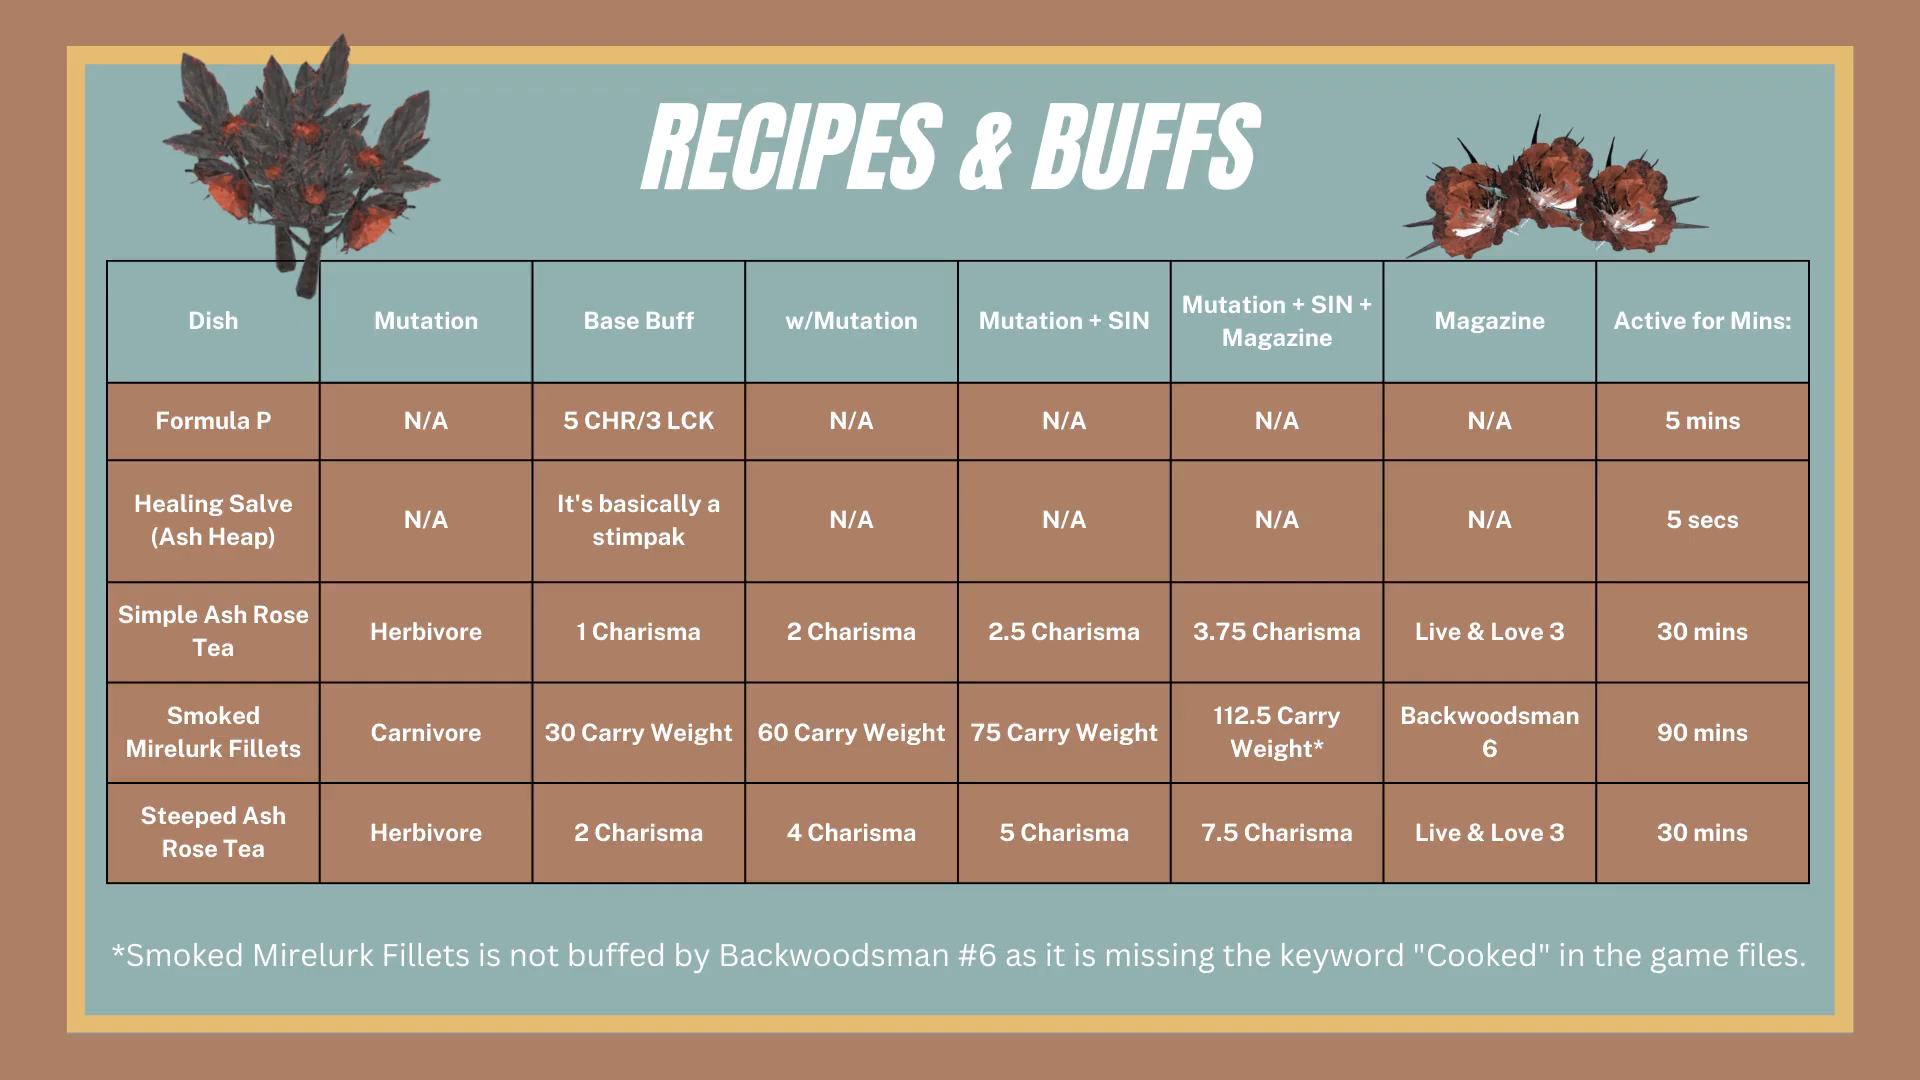 RECIPES & BUFFS
Dish
Mutation
Base Buff
w/Mutation
Mutation + SIN
Mutation + SIN +
Magazine
Magazine
Active for Mins:
Formula P
N/A
5 CHR/3 LCK
N/A
N/A
N/A
N/A
5 mins
Healing Salve
(Ash Heap)
N/A
It's basically a
stimpak
N/A
N/A
N/A
N/A
5 secs
Simple Ash Rose
Tea
Herbivore
1 Charisma
2 Charisma
2.5 Charisma
3.75 Charisma
Live & Love 3
30 mins
Smoked
Mirelurk Fillets
Carnivore
30 Carry Weight
60 Carry Weight
75 Carry Weight
112.5 Carry
Weight*
Backwoodsman
6
90 mins
Steeped Ash
Rose Tea
Herbivore
2 Charisma
4 Charisma
5 Charisma
7.5 Charisma
Live & Love 3
30 mins
*Smoked Mirelurk Fillets is not buffed by Backwoodsman #6 as it is missing the keyword "Cooked" in the game files.